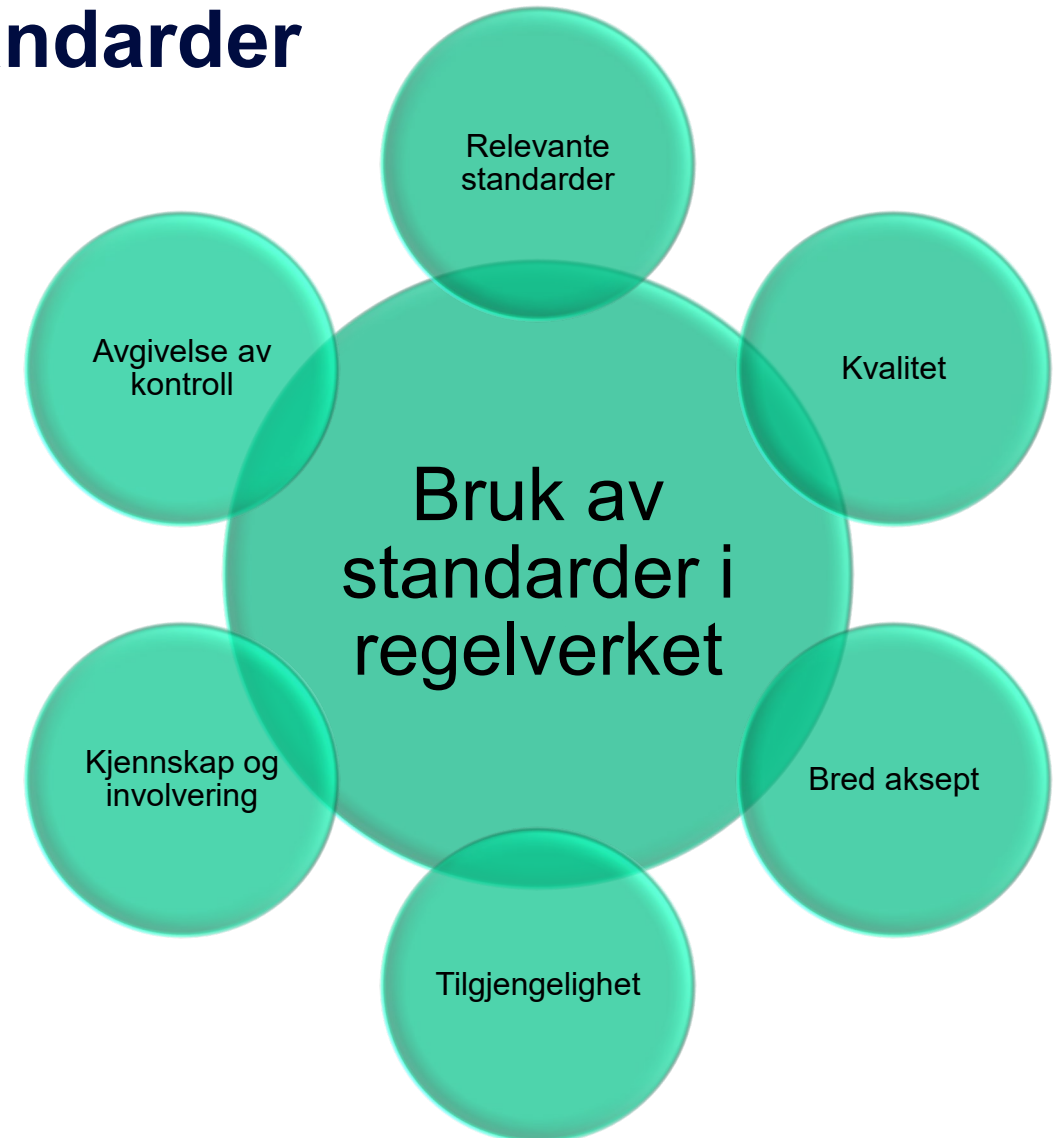 ndarder
Relevante
standarder
Avgivelse av
kontroll
Kvalitet
Bruk av
standarder i
regelverket
Kjennskap og
involvering
Bred aksept
Tilgjengelighet